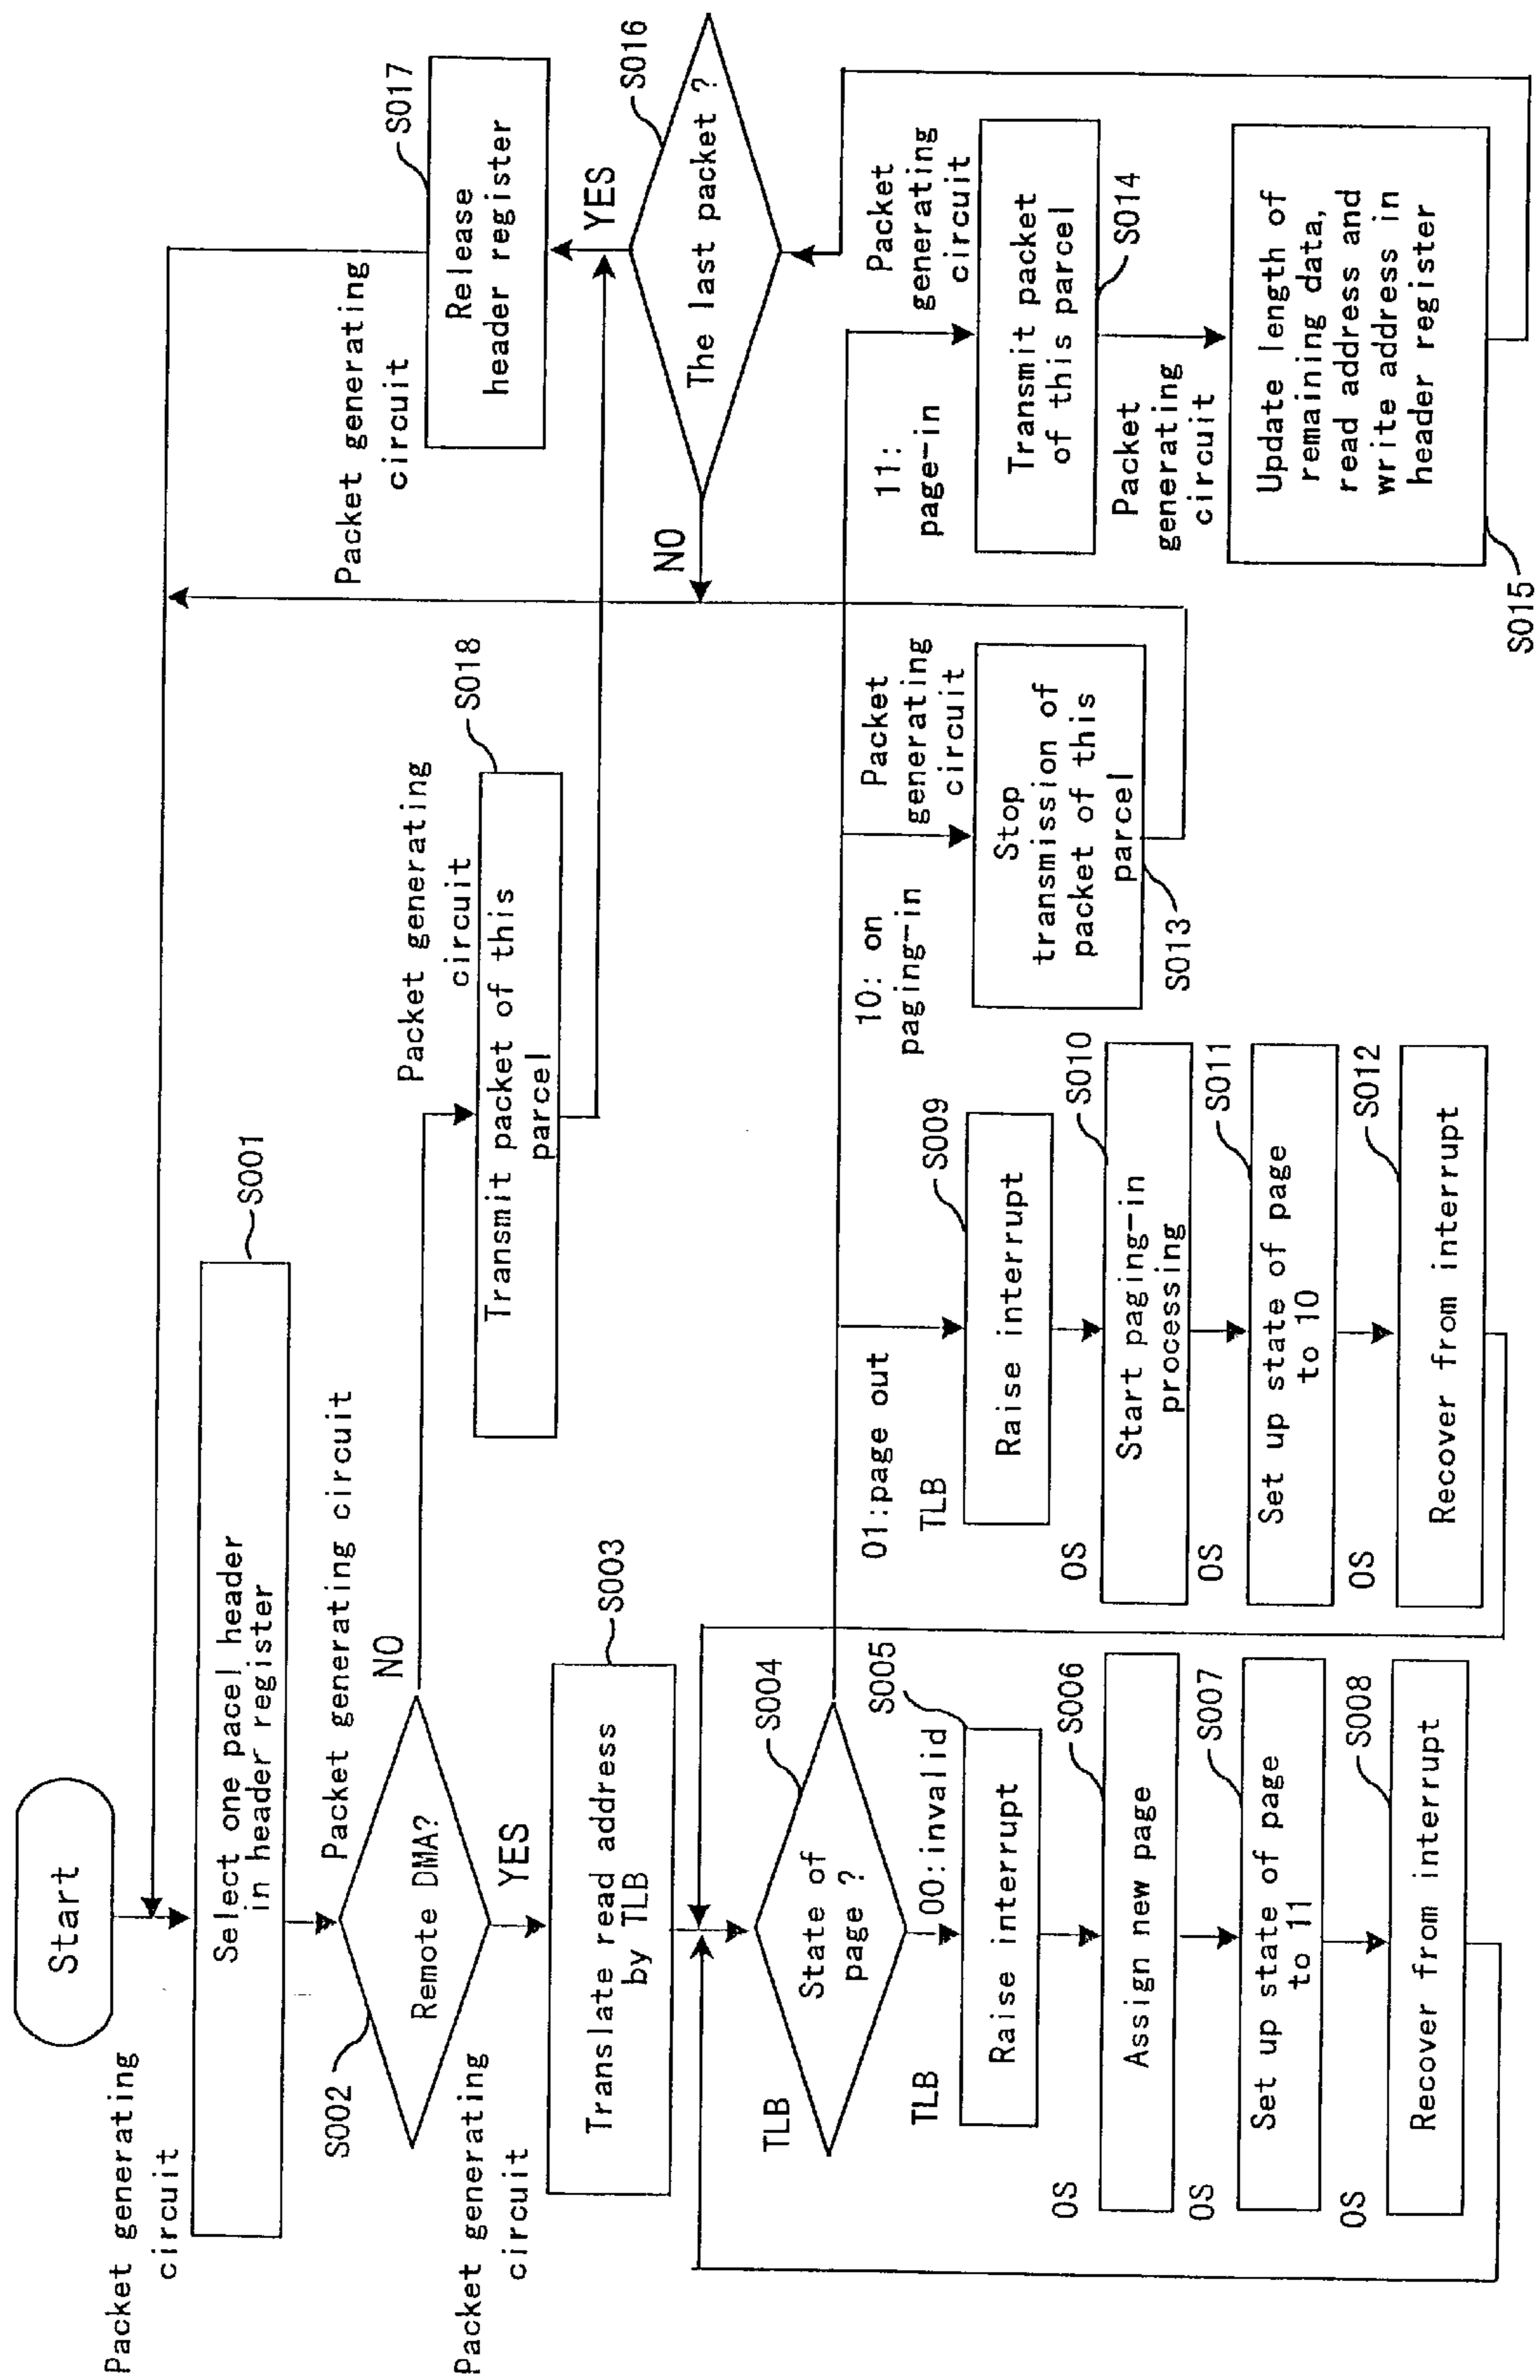 Start
Packet generating
circuit
Select one pacel header
in header register
S001
S002
Remote DMA?
Packet generating circuit
NO
YES
Packet generating
circuit
Packet generating
circuit
Transmit packet of this
parcel
S018
Translate read address
by TLB
S003
TLB
State of
page ?
S004
00:invalid
TLB
Raise interrupt
S005
OS
Assign new page
S006
OS
Set up state of page
to 11
S007
OS
Recover from interrupt
S008
01:page out
TLB
Raise interrupt
S009
OS
Start paging-in
processing
S010
OS
Set up state of page
to 10
S011
OS
Recover from interrupt
S012
10: on
paging-in
Packet
generating
circuit
Stop
transmission of
packet of this
parcel
S013
11:
page-in
Packet
generating
circuit
Transmit packet
of this parcel
S014
Packet
generating
circuit
Update length of
remaining data,
read address and
write address in
header register
S015
The last packet ?
S016
NO
YES
Packet generating
circuit
Release
header register
S017